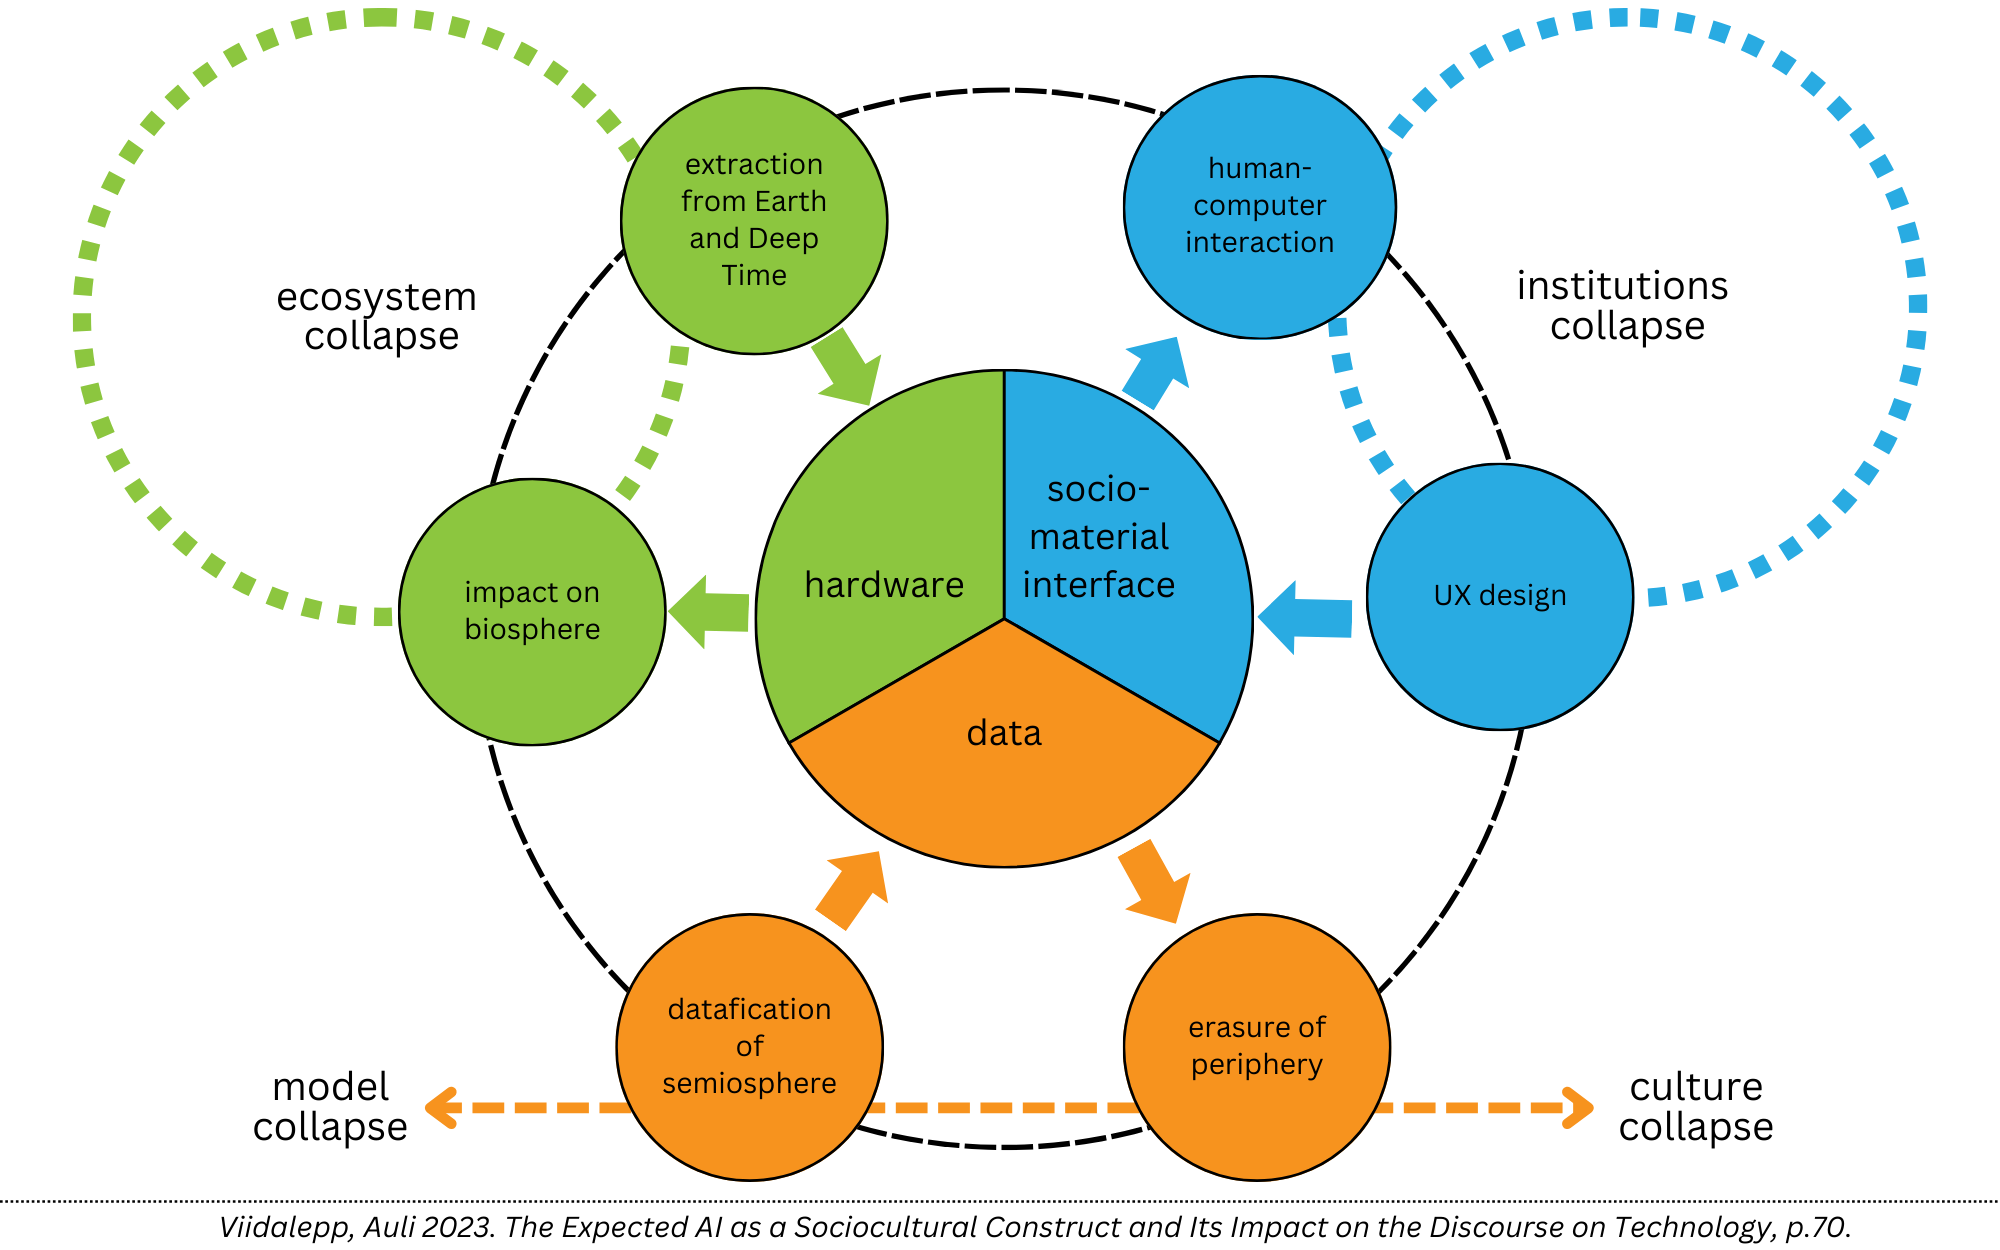 extraction
from Earth
and Deep
Time
human-
computer
interaction
ecosystem
collapse
institutions
collapse
socio-
material
interface
hardware
impact on
biosphere
UX design
data
datafication
of
semiosphere
erasure of
periphery
model
collapse
culture
collapse
Viidalepp, Auli 2023. The Expected AI as a Sociocultural Construct and Its Impact on the Discourse on Technology, p.70.